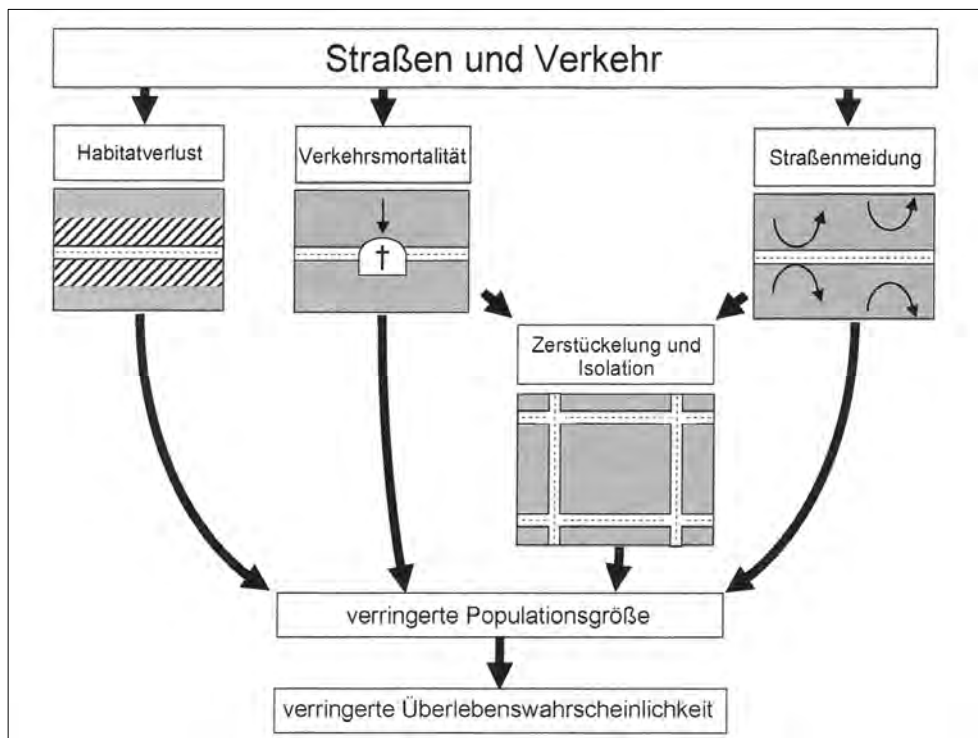 Straßen und Verkehr
Habitatverlust
Verkehrsmortalität
Straßenmeidung
Zerstückelung und
Isolation
verringerte Populationsgröße
verringerte Überlebenswahrscheinlichkeit